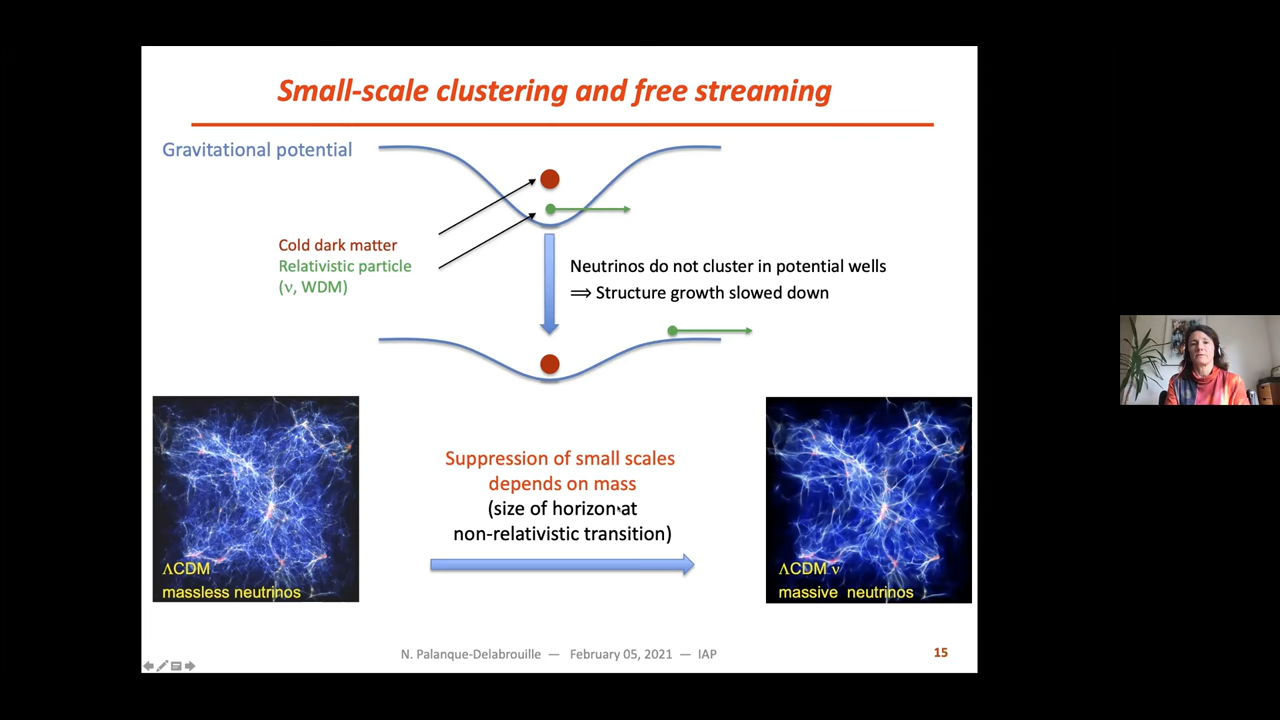 Small-scale clustering and free streaming
Gravitational potential
Cold dark matter
Relativistic particle
(ν, WDM)
Neutrinos do not cluster in potential wells
⟹ Structure growth slowed down
Suppression of small scales
depends on mass
(size of horizon at
non-relativistic transition)
ΛCDM
massless neutrinos
ΛCDM ν
massive neutrinos
N. Palanque-Delabrouille — February 05, 2021 — IAP
15